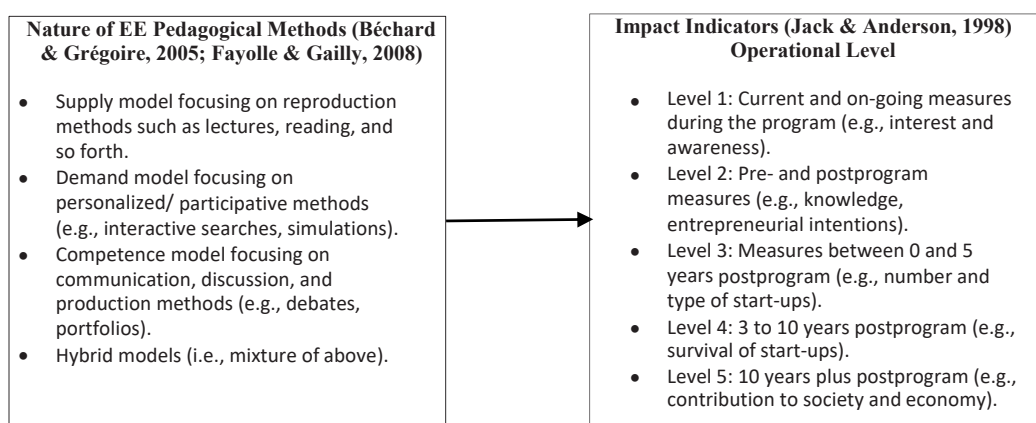 Nature of EE Pedagogical Methods (Béchard
& Grégoire, 2005; Fayolle & Gailly, 2008)
● Supply model focusing on reproduction
methods such as lectures, reading, and
so forth.
● Demand model focusing on
personalized/ participative methods
(e.g., interactive searches, simulations).
● Competence model focusing on
communication, discussion, and
production methods (e.g., debates,
portfolios).
● Hybrid models (i.e., mixture of above).
Impact Indicators (Jack & Anderson, 1998)
Operational Level
● Level 1: Current and on-going measures
during the program (e.g., interest and
awareness).
● Level 2: Pre- and postprogram
measures (e.g., knowledge,
entrepreneurial intentions).
● Level 3: Measures between 0 and 5
years postprogram (e.g., number and
type of start-ups).
● Level 4: 3 to 10 years postprogram (e.g.,
survival of start-ups).
● Level 5: 10 years plus postprogram (e.g.,
contribution to society and economy).